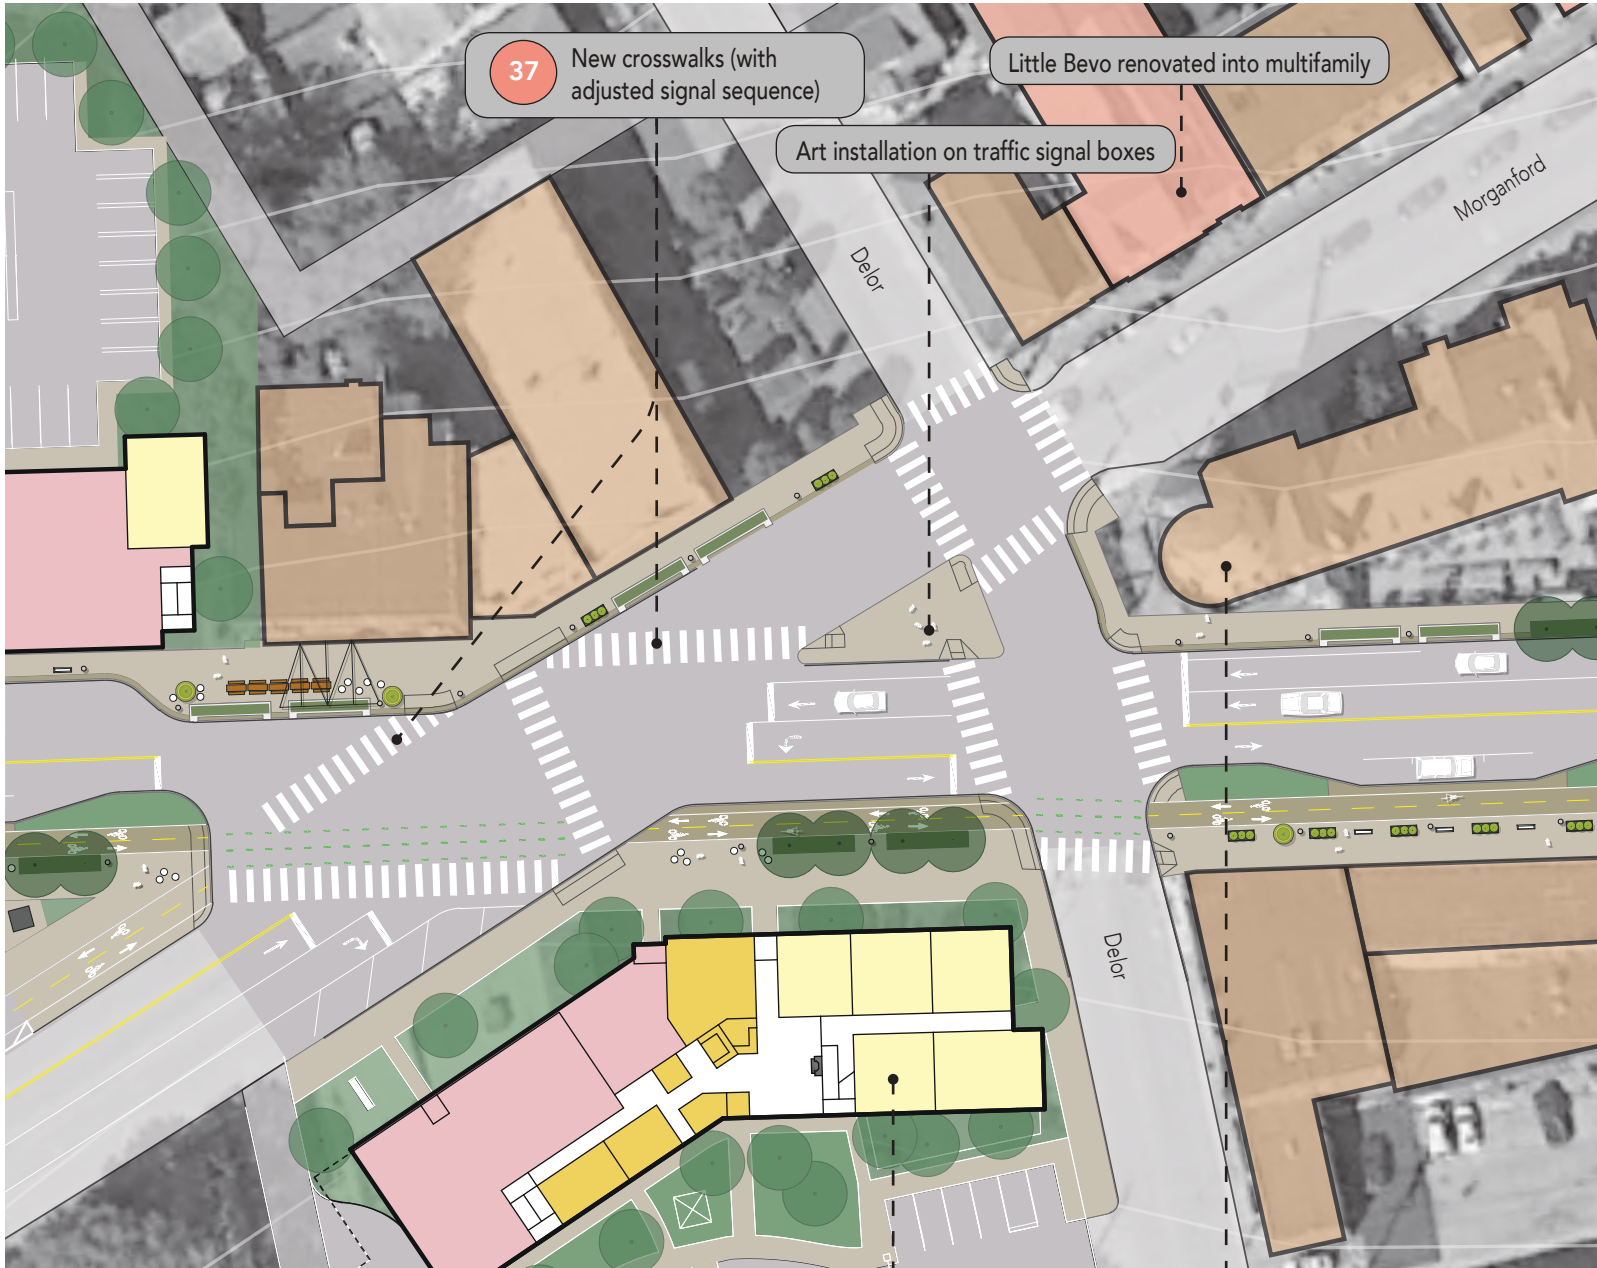 37
New crosswalks (with
adjusted signal sequence)
Little Bevo renovated into multifamily
Art installation on traffic signal boxes
Morganford
Delor
Delor